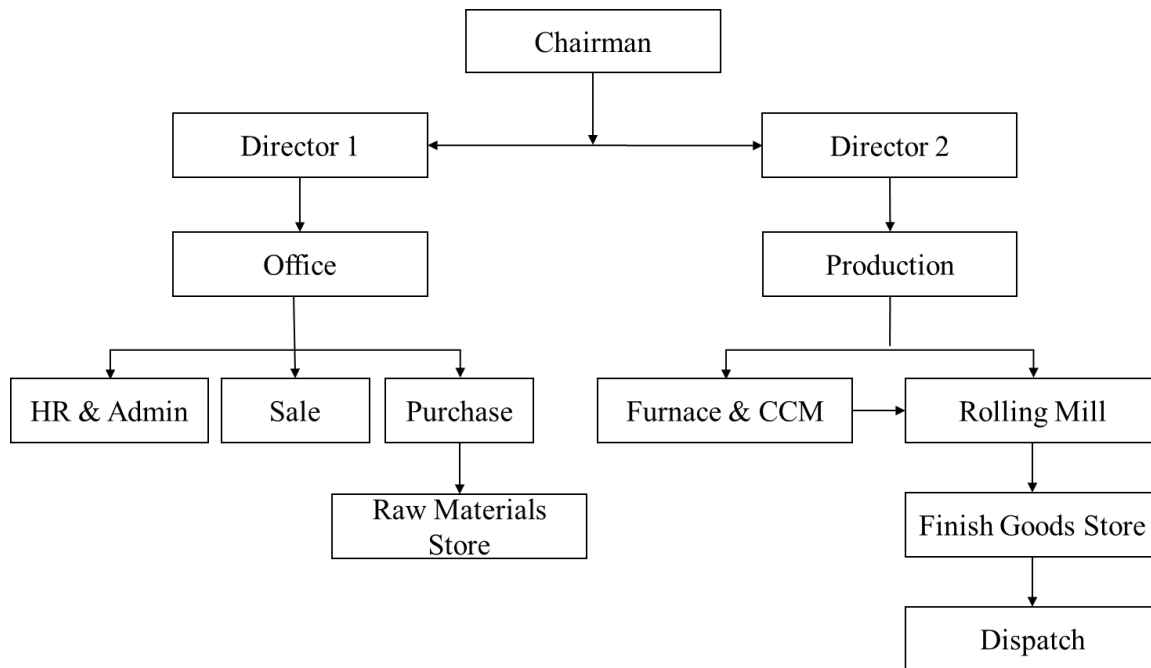 Chairman
Director 1
Director 2
Office
Production
HR & Admin
Sale
Purchase
Furnace & CCM
Rolling Mill
Raw Materials
Store
Finish Goods Store
Dispatch